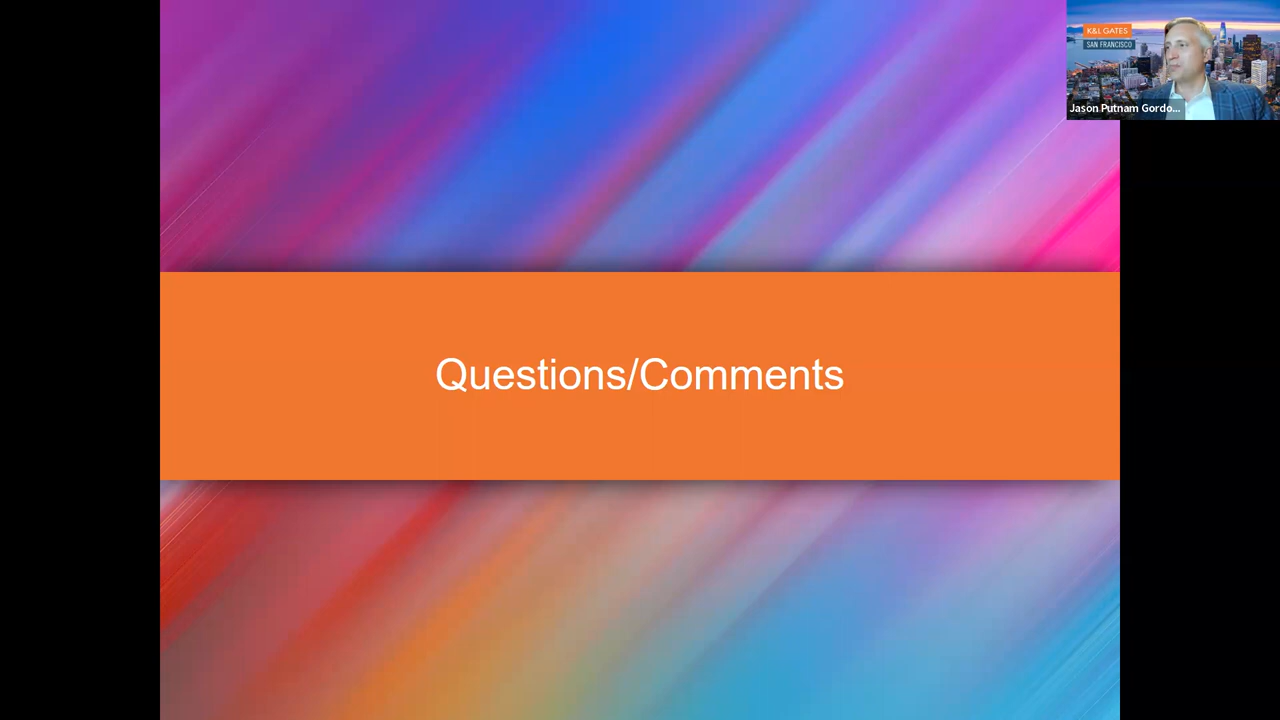 K&L GATES
SAN FRANCISCO
Jason Putnam Gordo...
Questions/Comments